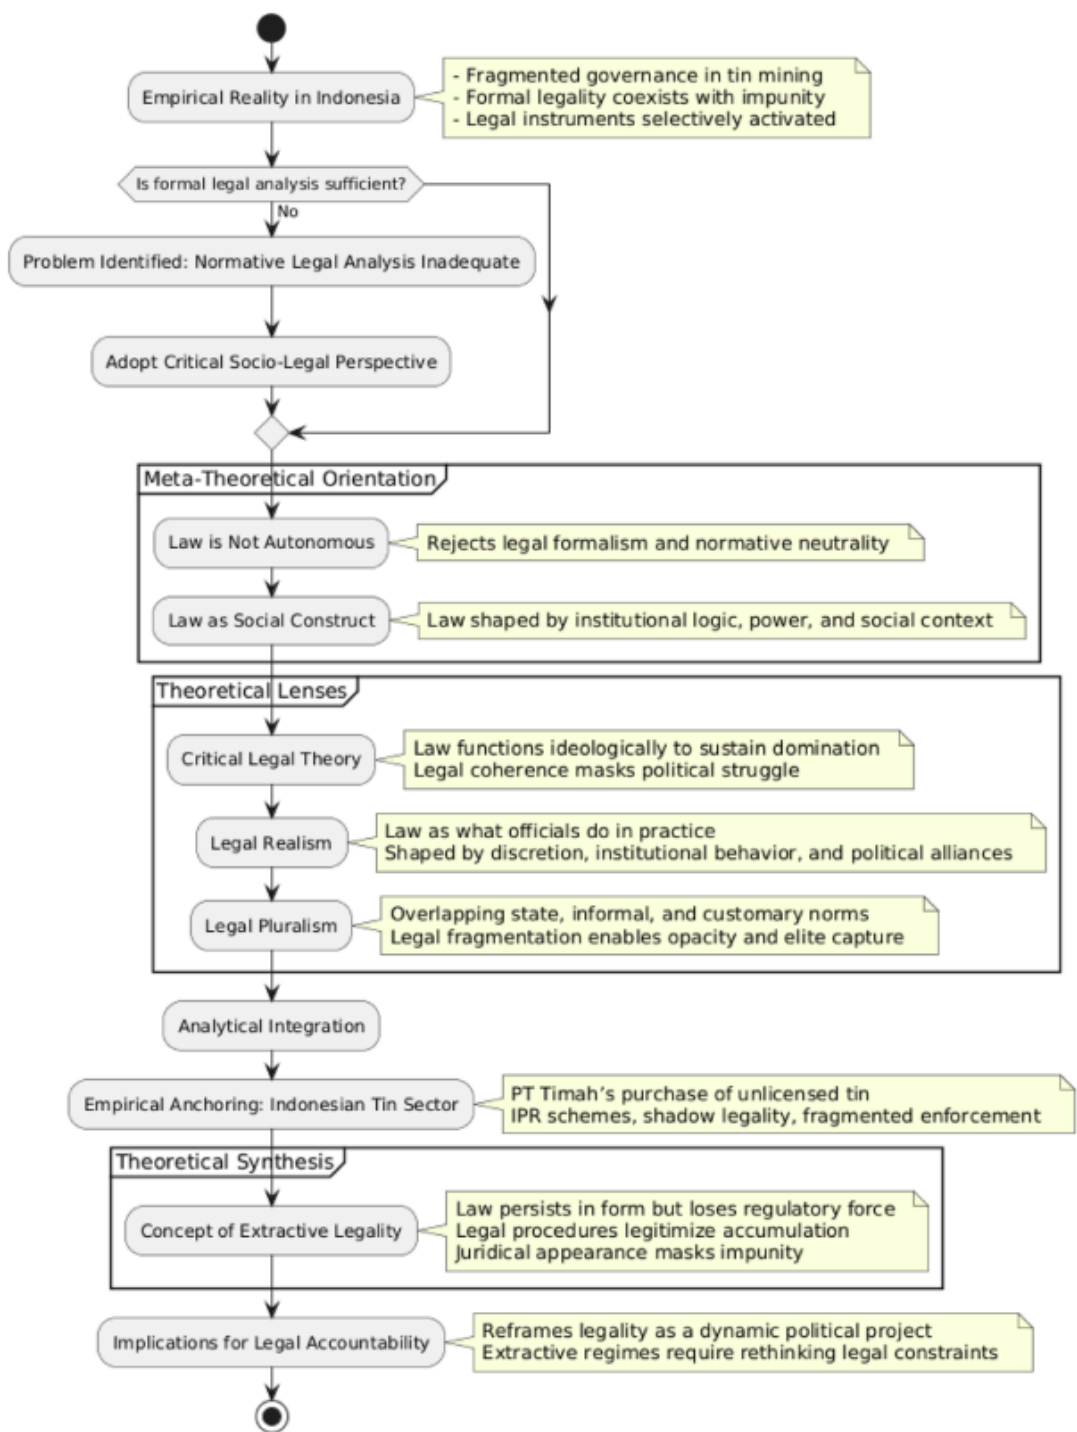 Empirical Reality in Indonesia
- Fragmented governance in tin mining
- Formal legality coexists with impunity
- Legal instruments selectively activated
Is formal legal analysis sufficient?
No
Problem Identified: Normative Legal Analysis Inadequate
Adopt Critical Socio-Legal Perspective
Meta-Theoretical Orientation
Law is Not Autonomous
Rejects legal formalism and normative neutrality
Law as Social Construct
Law shaped by institutional logic, power, and social context
Theoretical Lenses
Critical Legal Theory
Law functions ideologically to sustain domination
Legal coherence masks political struggle
Legal Realism
Law as what officials do in practice
Shaped by discretion, institutional behavior, and political alliances
Legal Pluralism
Overlapping state, informal, and customary norms
Legal fragmentation enables opacity and elite capture
Analytical Integration
Empirical Anchoring: Indonesian Tin Sector
PT Timah’s purchase of unlicensed tin
IPR schemes, shadow legality, fragmented enforcement
Theoretical Synthesis
Concept of Extractive Legality
Law persists in form but loses regulatory force
Legal procedures legitimize accumulation
Juridical appearance masks impunity
Implications for Legal Accountability
Reframes legality as a dynamic political project
Extractive regimes require rethinking legal constraints